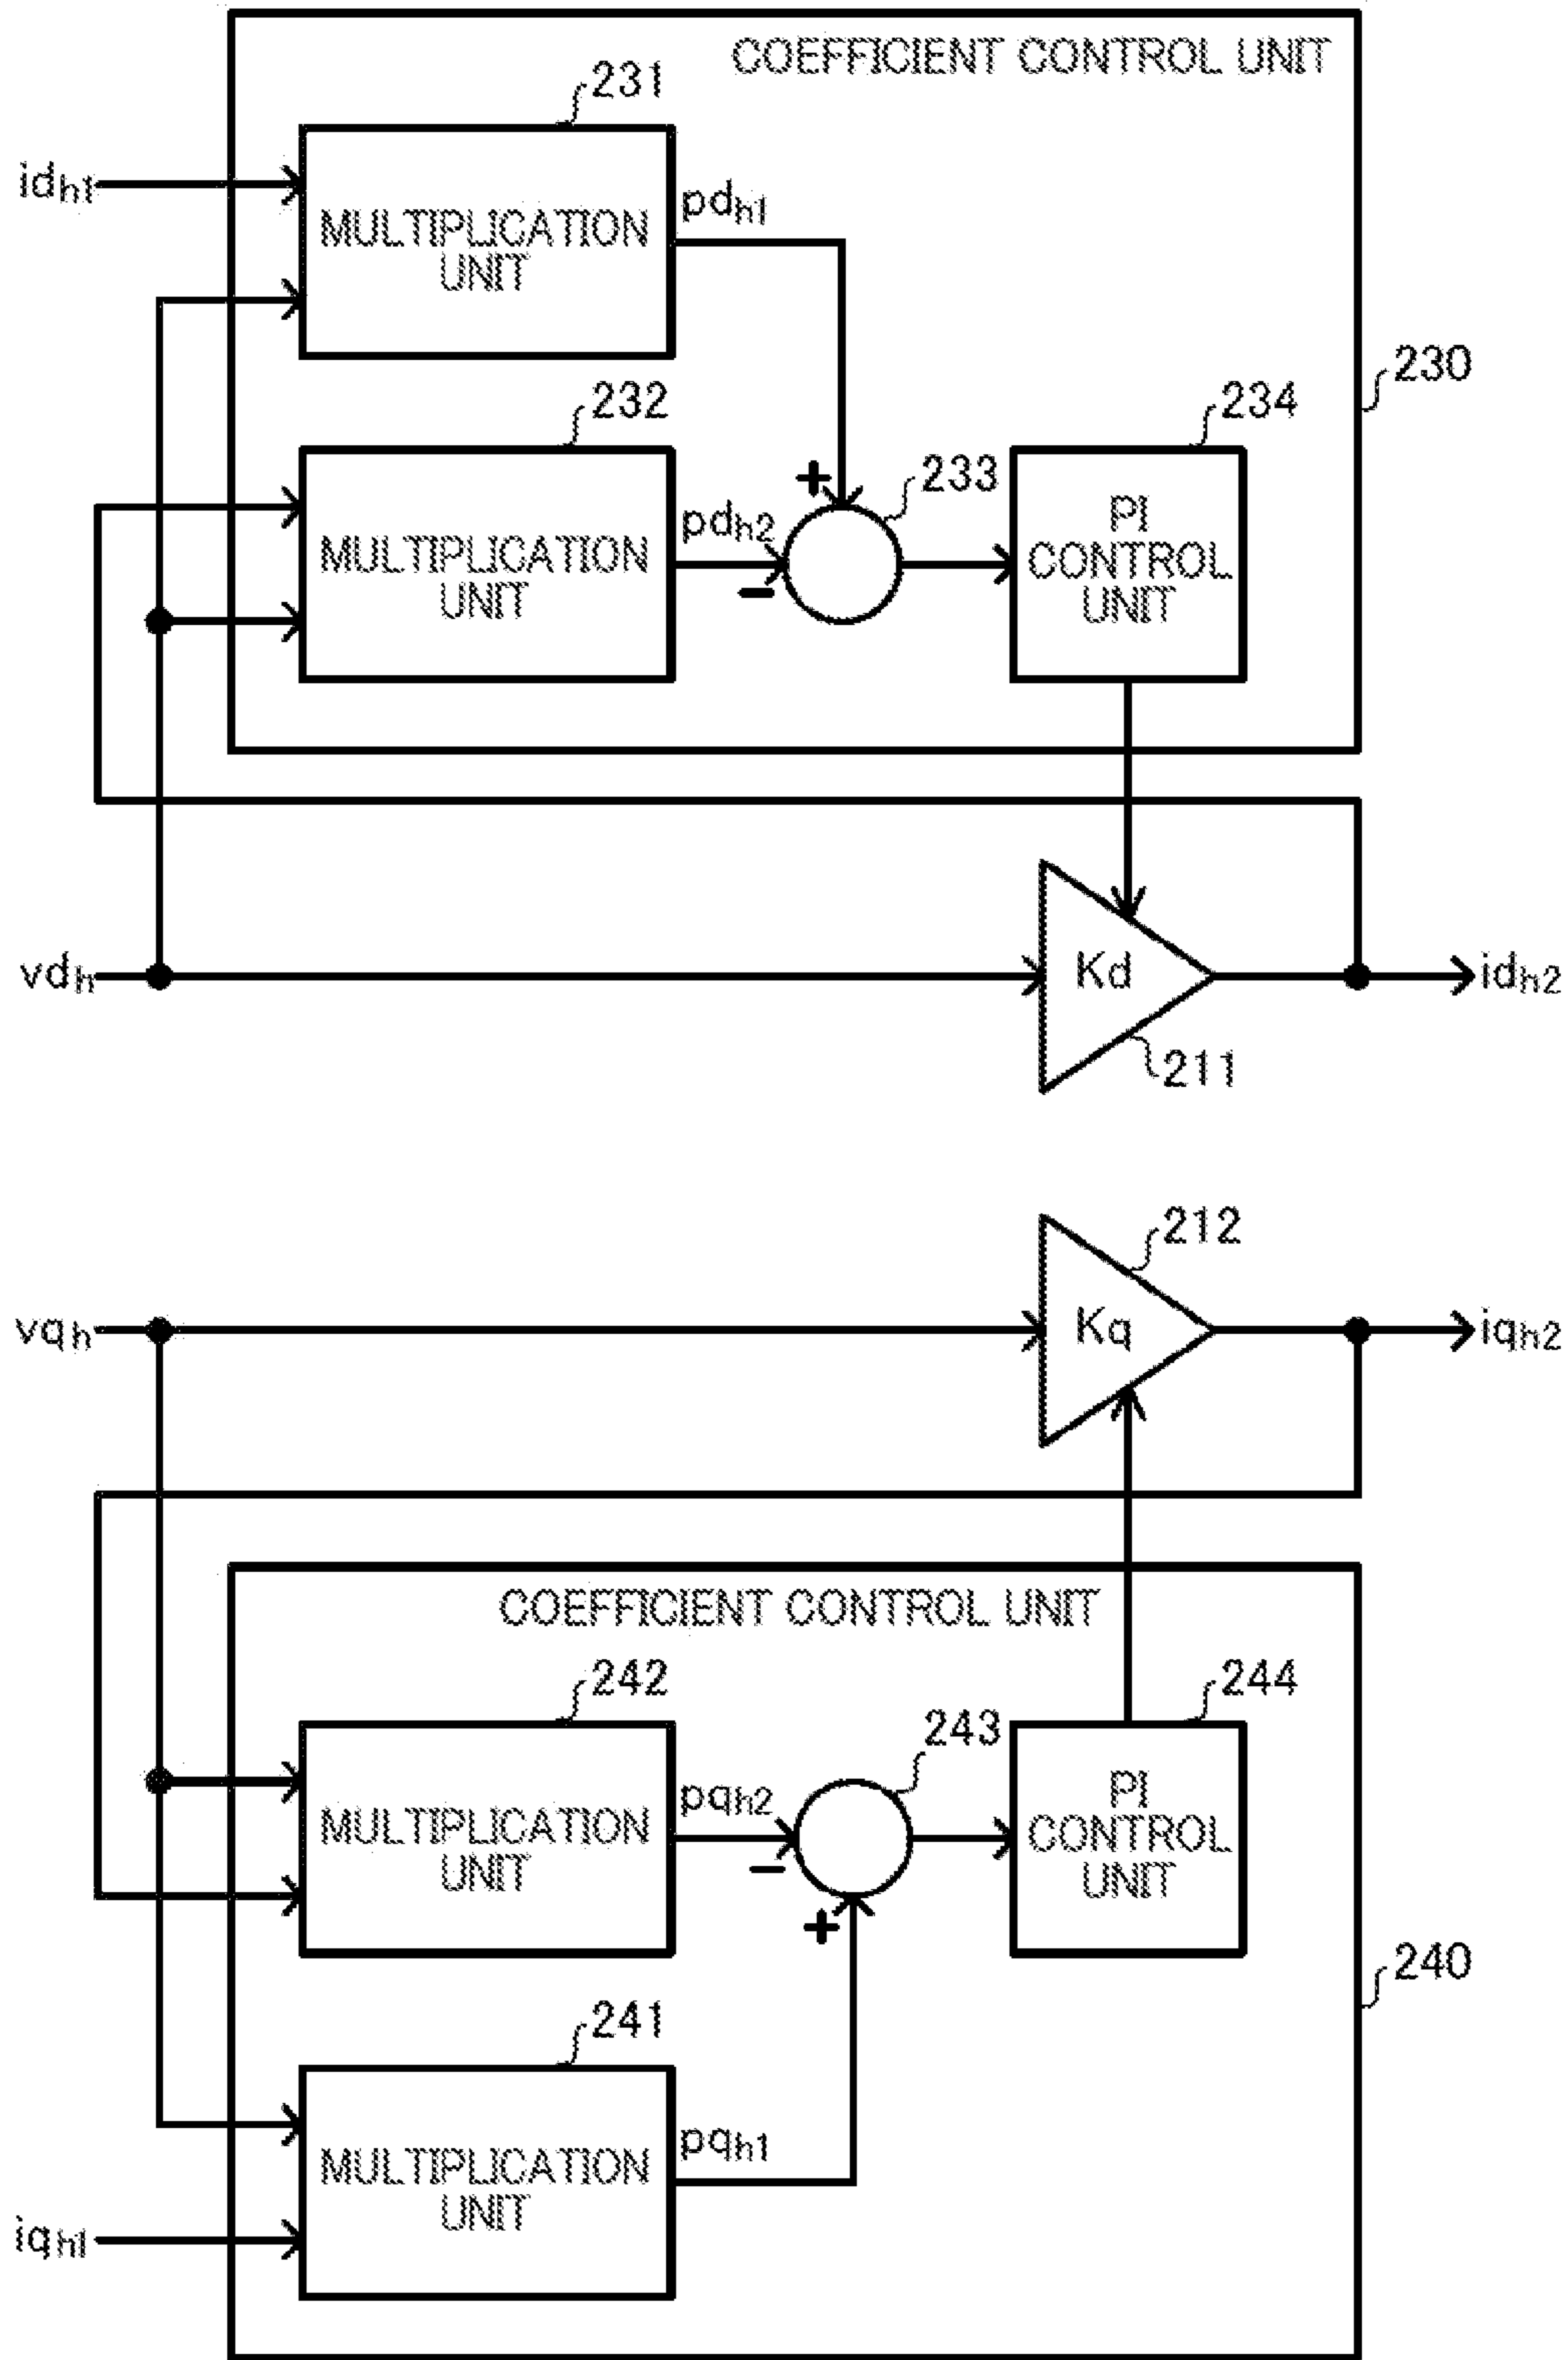 COEFFICIENT CONTROL UNIT
231
idh1
MULTIPLICATION
UNIT
pdh1
230
232
234
233
+
pdh2
MULTIPLICATION
UNIT
−
PI
CONTROL
UNIT
vdh
Kd
idh2
211
212
vqh
Kq
iqh2
COEFFICIENT CONTROL UNIT
242
244
243
pqh2
MULTIPLICATION
UNIT
−
PI
CONTROL
UNIT
+
240
241
pqh1
MULTIPLICATION
UNIT
iqh1